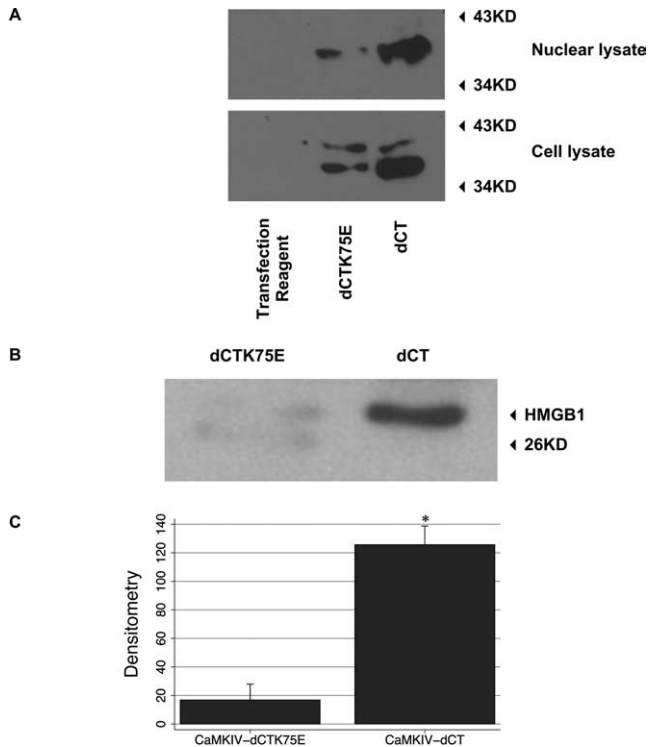 A
43KD
Nuclear lysate
34KD
43KD
Cell lysate
34KD
Transfection
Reagent
dCTK75E
dCT
B
dCTK75E
dCT
HMGB1
26KD
C
Densitometry
140
120
100
80
60
40
20
0
*
CaMKIV–dCTK75E
CaMKIV–dCT